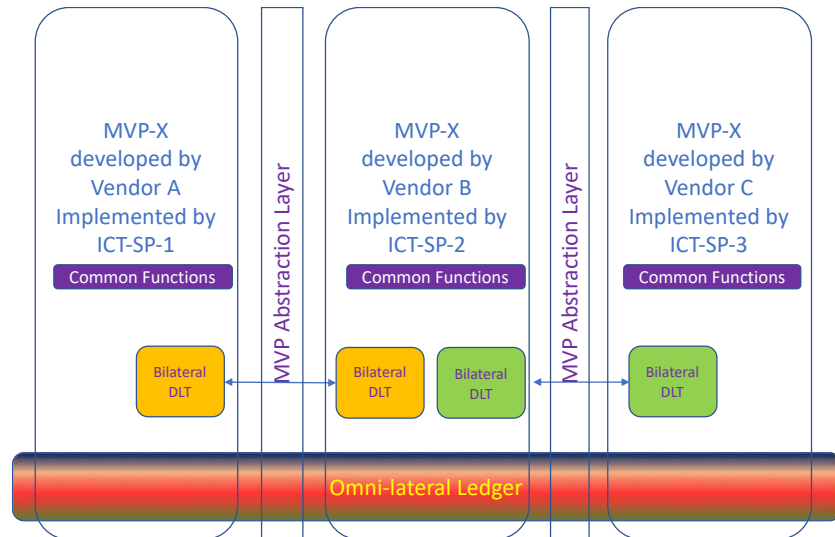 MVP-X
developed by
Vendor A
Implemented by
ICT-SP-1
Common Functions
Bilateral
DLT
MVP Abstraction Layer
MVP-X
developed by
Vendor B
Implemented by
ICT-SP-2
Common Functions
Bilateral
DLT
Bilateral
DLT
MVP Abstraction Layer
MVP-X
developed by
Vendor C
Implemented by
ICT-SP-3
Common Functions
Bilateral
DLT
Omni-lateral Ledger